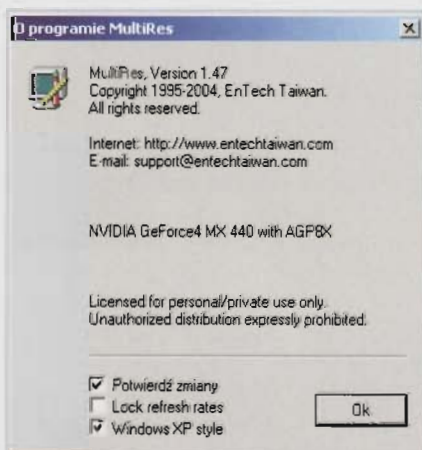 O programie MultiRes
MultiRes, Version 1.47
Copyright 1995-2004, EnTech Taiwan.
All rights reserved.
Internet: http://www.entechtaiwan.com
E-mail: support@entechtaiwan.com
NVIDIA GeForce4 MX 440 with AGP8X
Licensed for personal/private use only.
Unauthorized distribution expressly prohibited.
Potwierdź zmiany
Lock refresh rates
Windows XP style
Ok